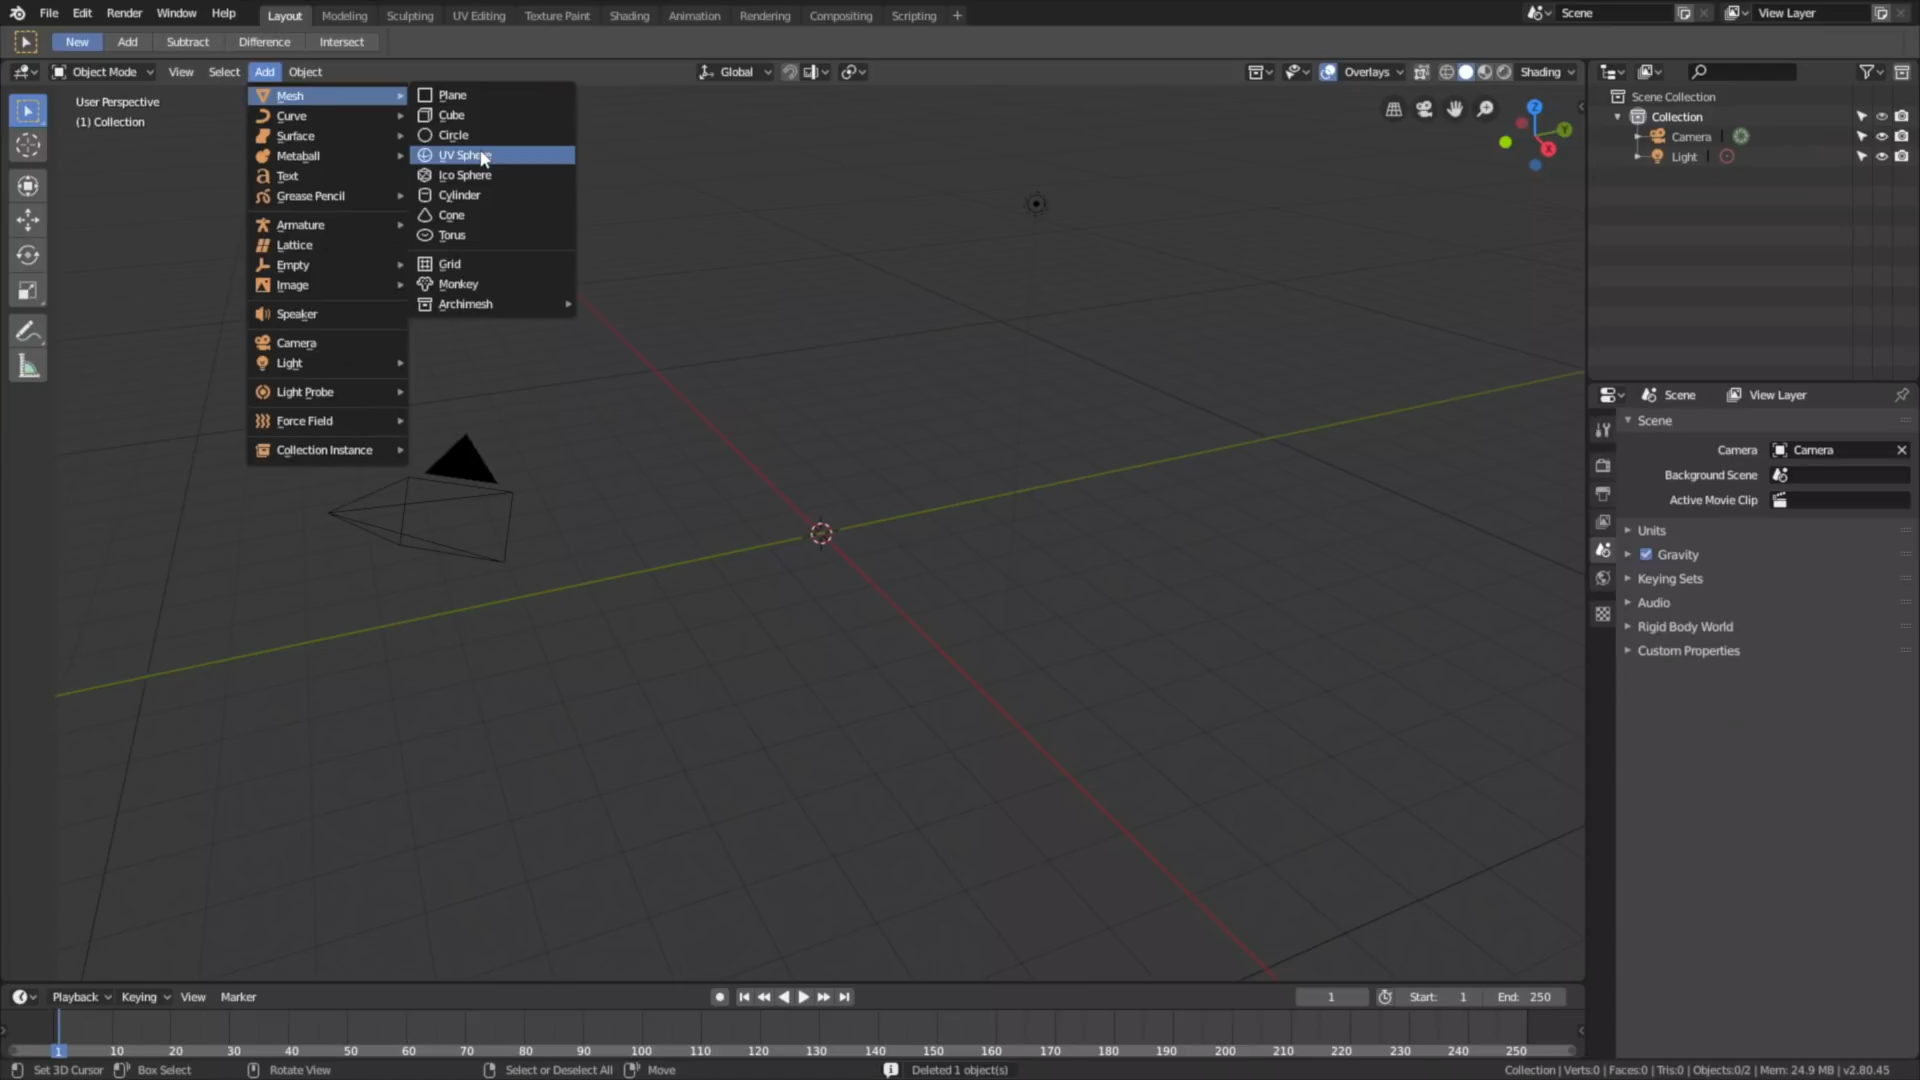 File Edit Render Window Help Layout Modeling Sculpting UV Editing Texture Paint Shading Animation Rendering Compositing Scripting + Scene View Layer
New Add Subtract Difference Intersect
Object Mode View Select Add Object Global Overlays Shading
User Perspective
(1) Collection
Mesh
Curve
Surface
Metaball
Text
Grease Pencil
Armature
Lattice
Empty
Image
Speaker
Camera
Light
Light Probe
Force Field
Collection Instance
Plane
Cube
Circle
UV Sphe
Ico Sphere
Cylinder
Cone
Torus
Grid
Monkey
Archimesh
Z
Y
X
Scene Collection
Collection
Camera
Light
Scene View Layer
Scene
Camera Camera
Background Scene
Active Movie Clip
Units
Gravity
Keying Sets
Audio
Rigid Body World
Custom Properties
Playback Keying View Marker 1 Start: 1 End: 250
1 10 20 30 40 50 60 70 80 90 100 110 120 130 140 150 160 170 180 190 200 210 220 230 240 250
Set 3D Cursor Box Select Rotate View Select or Deselect All Move Deleted 1 object(s) Collection | Verts:0 | Faces:0 | Tris:0 | Objects:0/2 | Mem: 24.9 MB | v2.80.45